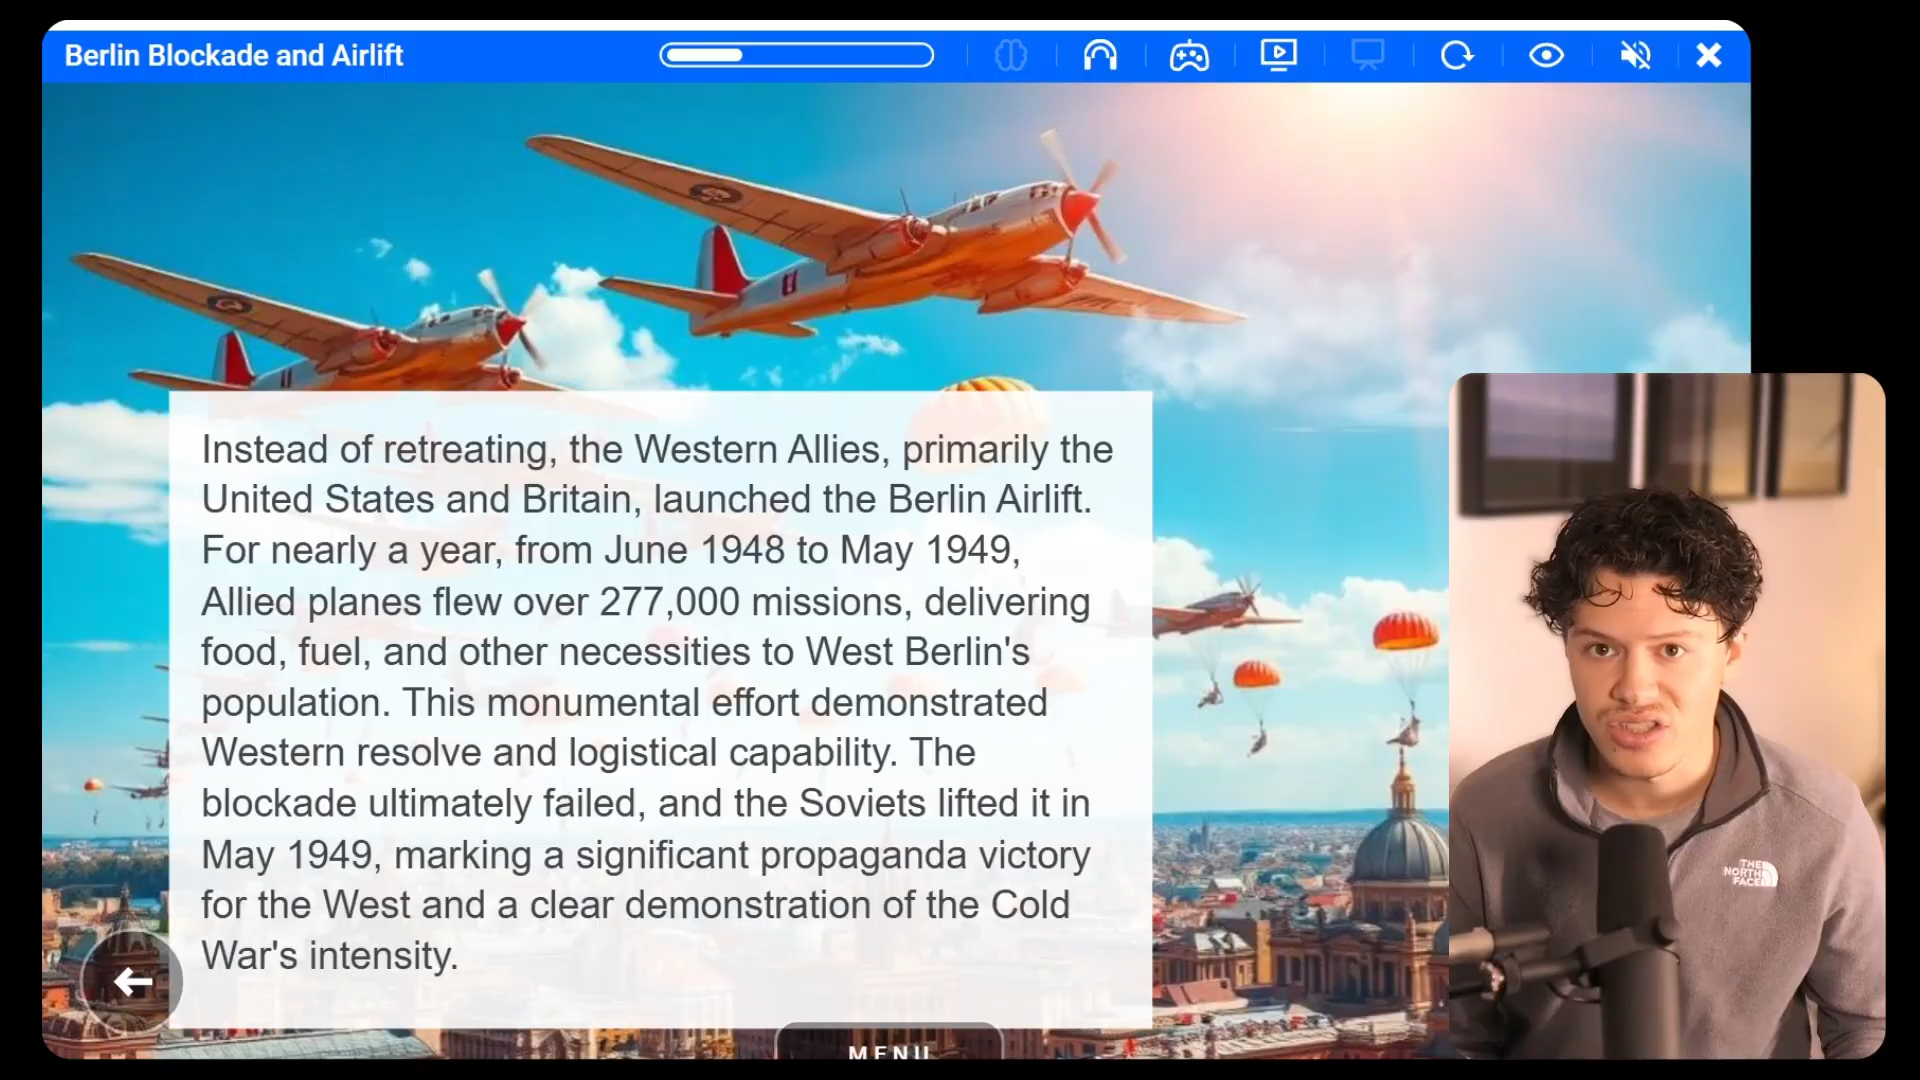 Berlin Blockade and Airlift
Instead of retreating, the Western Allies, primarily the
United States and Britain, launched the Berlin Airlift.
For nearly a year, from June 1948 to May 1949,
Allied planes flew over 277,000 missions, delivering
food, fuel, and other necessities to West Berlin's
population. This monumental effort demonstrated
Western resolve and logistical capability. The
blockade ultimately failed, and the Soviets lifted it in
May 1949, marking a significant propaganda victory
for the West and a clear demonstration of the Cold
War's intensity.
MENU
THE
NORTH
FACE